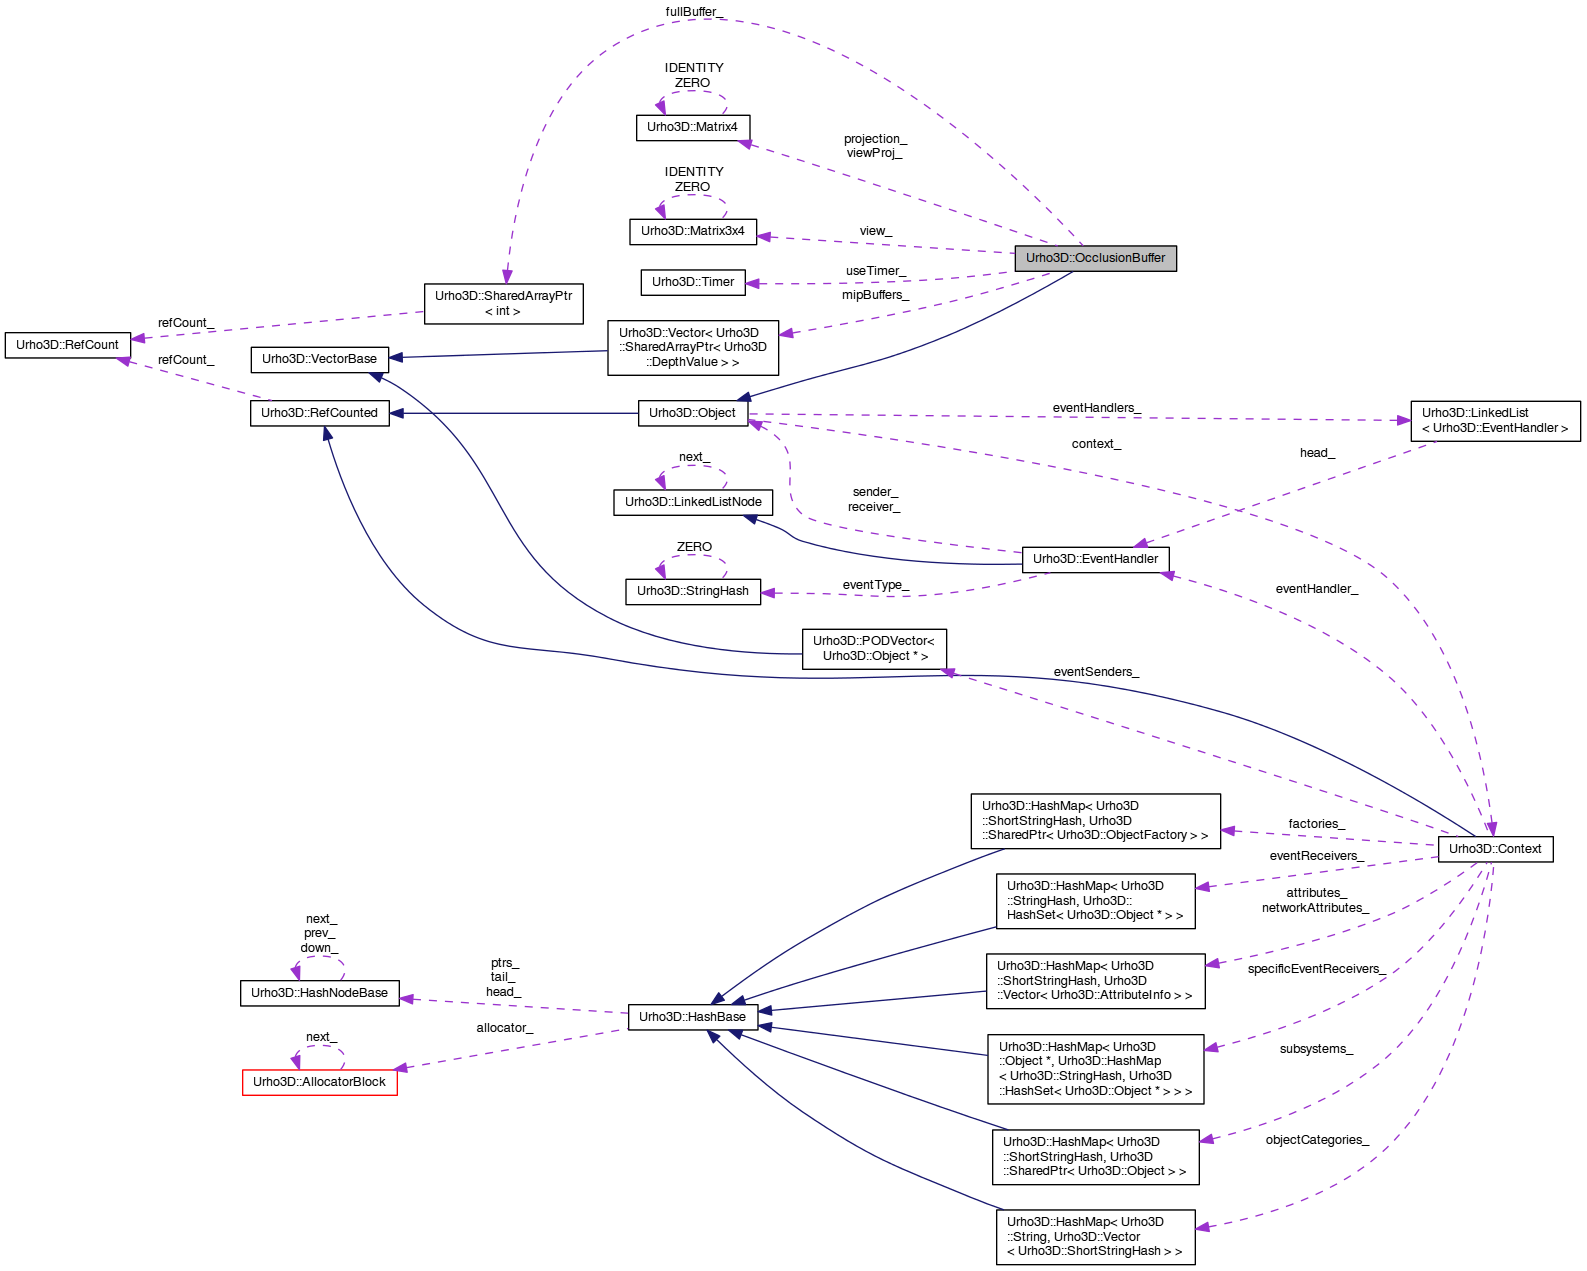 fullBuffer_
IDENTITY
ZERO
Urho3D::Matrix4
projection_
viewProj_
IDENTITY
ZERO
Urho3D::Matrix3x4
view_
Urho3D::OcclusionBuffer
Urho3D::Timer
useTimer_
mipBuffers_
Urho3D::SharedArrayPtr
< int >
refCount_
Urho3D::RefCount
refCount_
Urho3D::VectorBase
Urho3D::Vector< Urho3D
::SharedArrayPtr< Urho3D
::DepthValue > >
Urho3D::RefCounted
Urho3D::Object
eventHandlers_
Urho3D::LinkedList
< Urho3D::EventHandler >
context_
head_
next_
Urho3D::LinkedListNode
sender_
receiver_
ZERO
Urho3D::StringHash
eventType_
Urho3D::EventHandler
eventHandler_
Urho3D::PODVector<
Urho3D::Object * >
eventSenders_
Urho3D::HashMap< Urho3D
::ShortStringHash, Urho3D
::SharedPtr< Urho3D::ObjectFactory > >
factories_
Urho3D::Context
eventReceivers_
Urho3D::HashMap< Urho3D
::StringHash, Urho3D::
HashSet< Urho3D::Object * > >
attributes_
networkAttributes_
Urho3D::HashMap< Urho3D
::ShortStringHash, Urho3D
::Vector< Urho3D::AttributeInfo > >
specificEventReceivers_
next_
prev_
down_
Urho3D::HashNodeBase
ptrs_
tail_
head_
Urho3D::HashBase
allocator_
next_
Urho3D::AllocatorBlock
Urho3D::HashMap< Urho3D
::Object *, Urho3D::HashMap
< Urho3D::StringHash, Urho3D
::HashSet< Urho3D::Object * > > >
subsystems_
Urho3D::HashMap< Urho3D
::ShortStringHash, Urho3D
::SharedPtr< Urho3D::Object > >
objectCategories_
Urho3D::HashMap< Urho3D
::String, Urho3D::Vector
< Urho3D::ShortStringHash > >